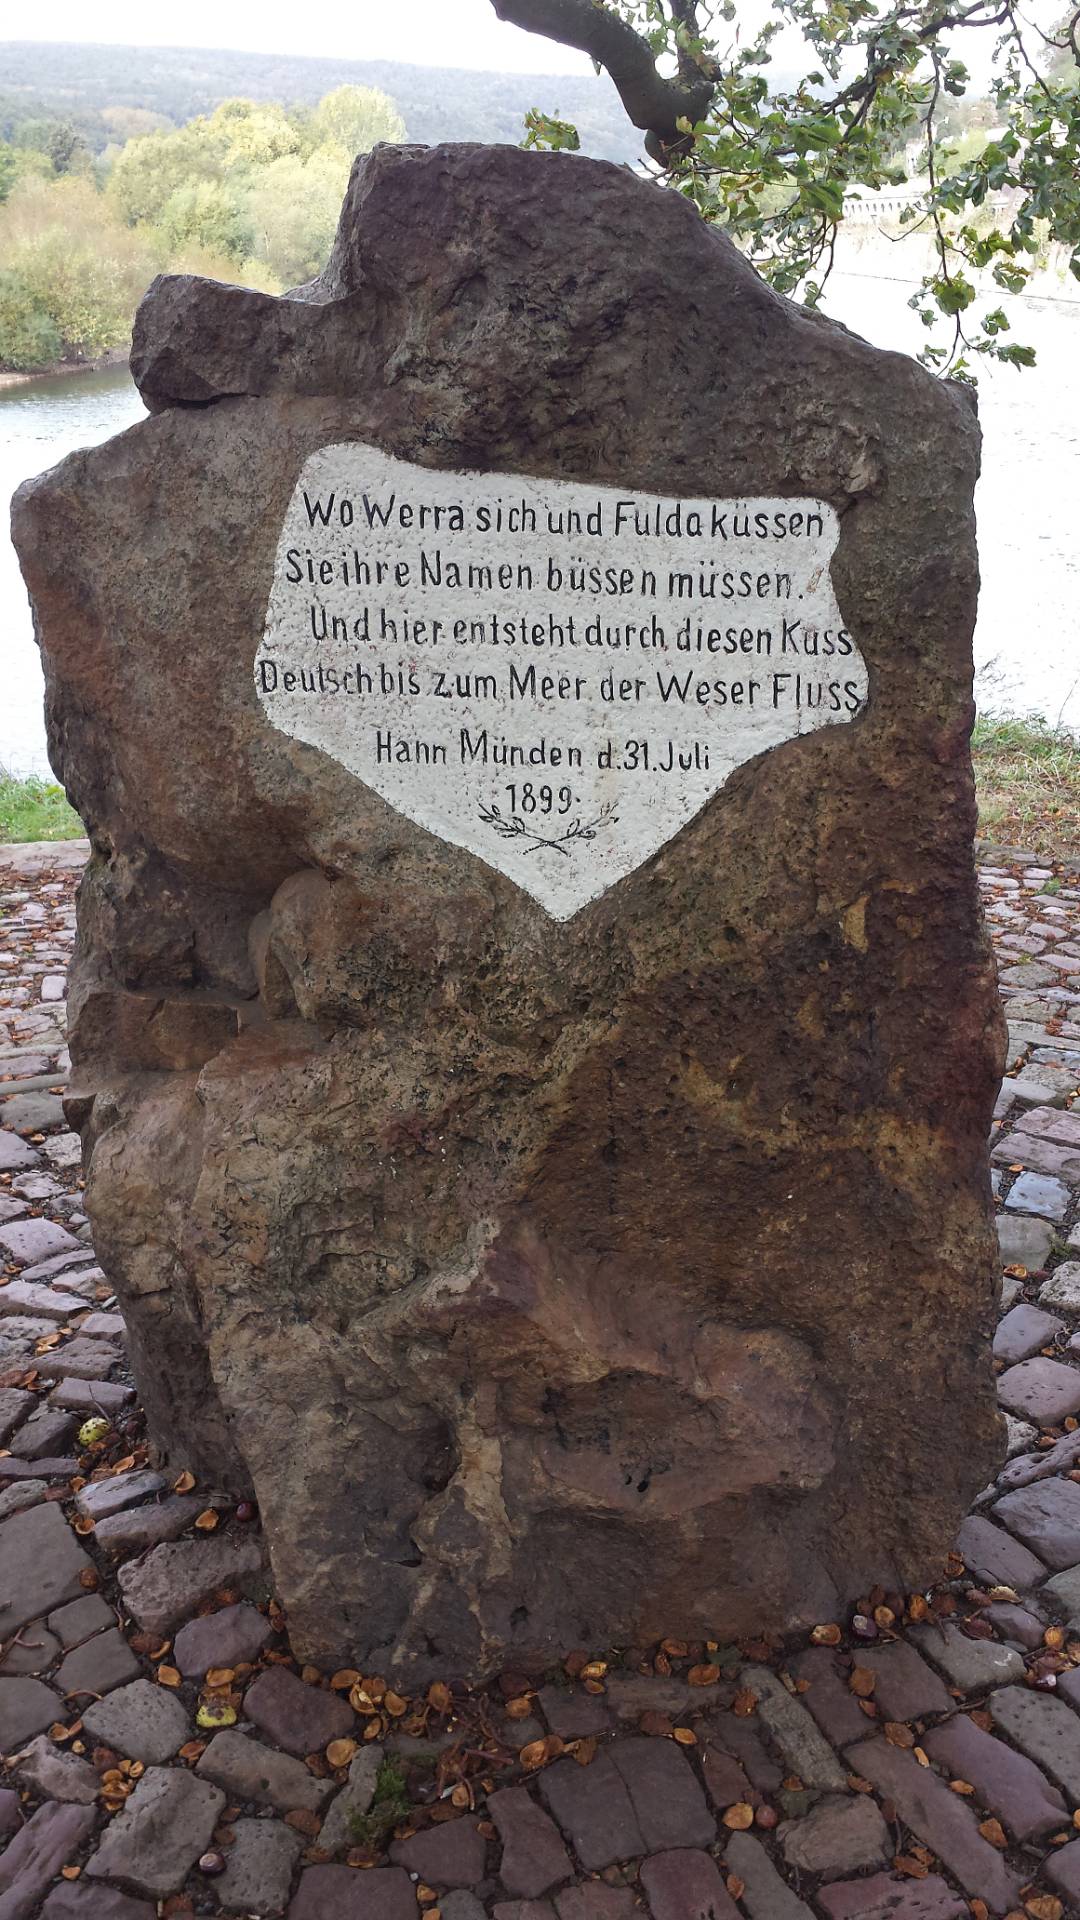 Wo Werra sich und Fulda küssen
Sie ihre Namen büssen müssen.
Und hier entsteht durch diesen Kuss
Deutsch bis zum Meer der Weser Fluss
Hann Münden d. 31. Juli
1899.